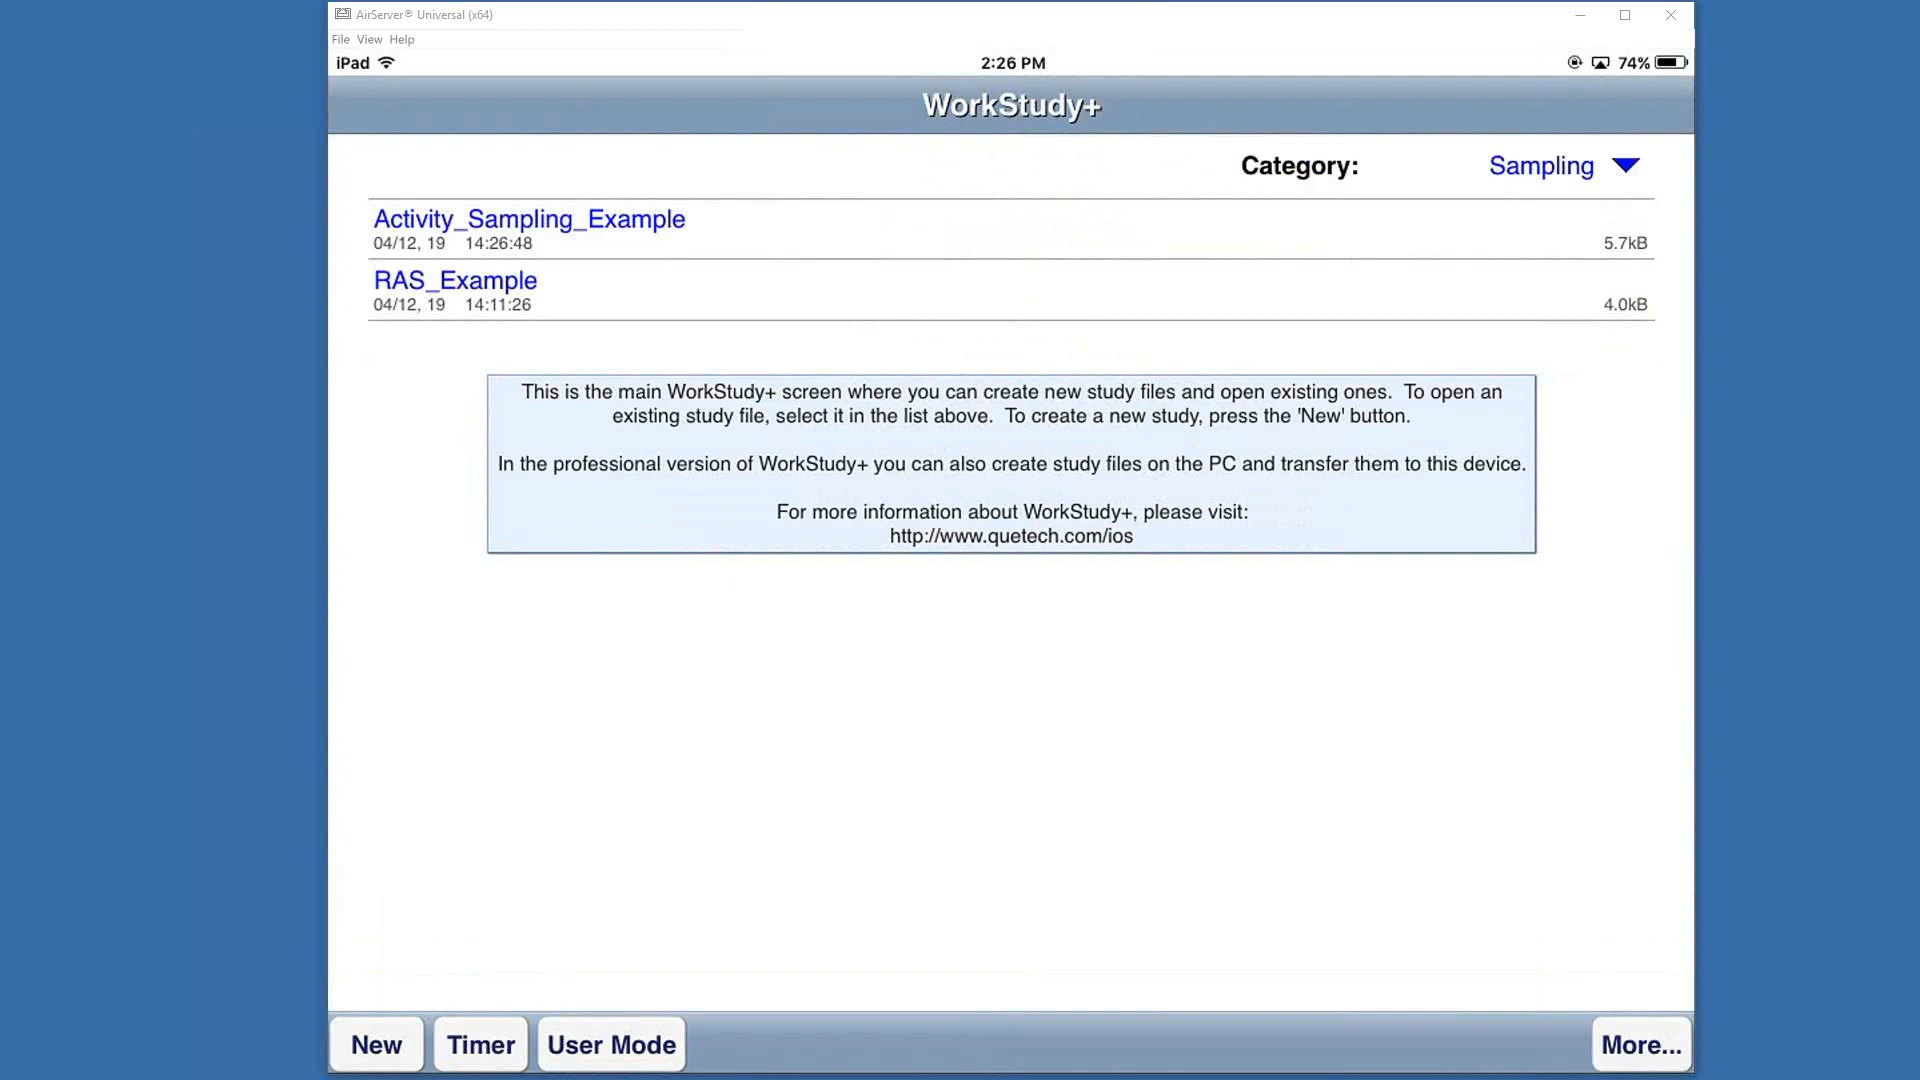 AirServer® Universal (x64)
File View Help
iPad 2:26 PM 74%
WorkStudy+
Category: Sampling
Activity_Sampling_Example
04/12, 19 14:26:48 5.7kB
RAS_Example
04/12, 19 14:11:26 4.0kB
This is the main WorkStudy+ screen where you can create new study files and open existing ones. To open an
existing study file, select it in the list above. To create a new study, press the 'New' button.
In the professional version of WorkStudy+ you can also create study files on the PC and transfer them to this device.
For more information about WorkStudy+, please visit:
http://www.quetech.com/ios
New Timer User Mode More...